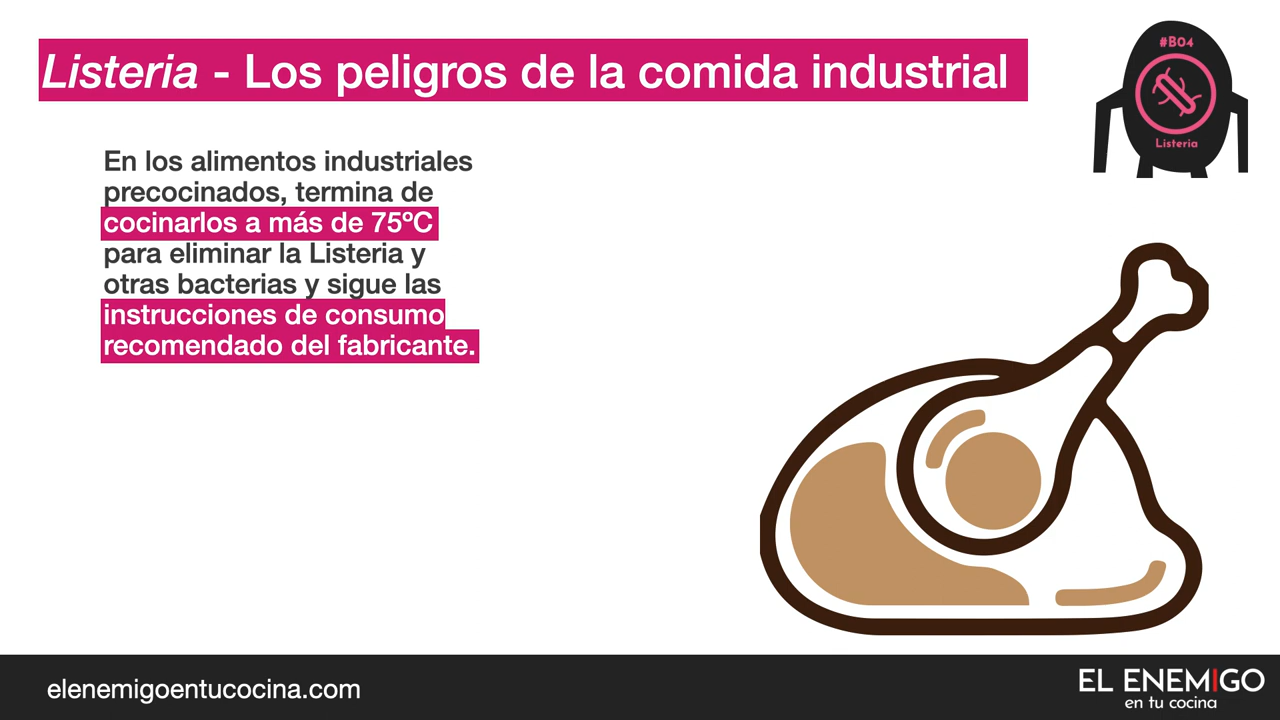 Listeria - Los peligros de la comida industrial
#B04
Listeria
En los alimentos industriales
precocinados, termina de
cocinarlos a más de 75ºC
para eliminar la Listeria y
otras bacterias y sigue las
instrucciones de consumo
recomendado del fabricante.
elenemigoentucocina.com
EL ENEMIGO
en tu cocina